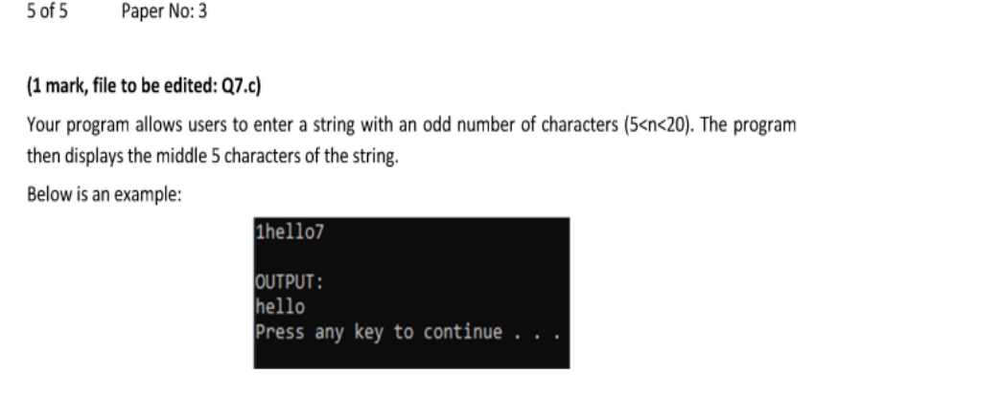 5 of 5 Paper No: 3
(1 mark, file to be edited: Q7.c)
Your program allows users to enter a string with an odd number of characters (5<n<20). The program
then displays the middle 5 characters of the string.
Below is an example:
1hello7
OUTPUT:
hello
Press any key to continue . . .